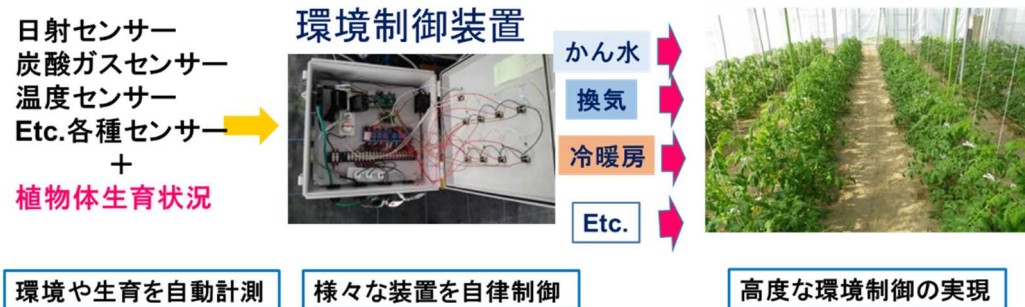 日射センサー
炭酸ガスセンサー
温度センサー
Etc.各種センサー
+
植物体生育状況
環境制御装置
かん水
換気
冷暖房
Etc.
環境や生育を自動計測
様々な装置を自律制御
高度な環境制御の実現